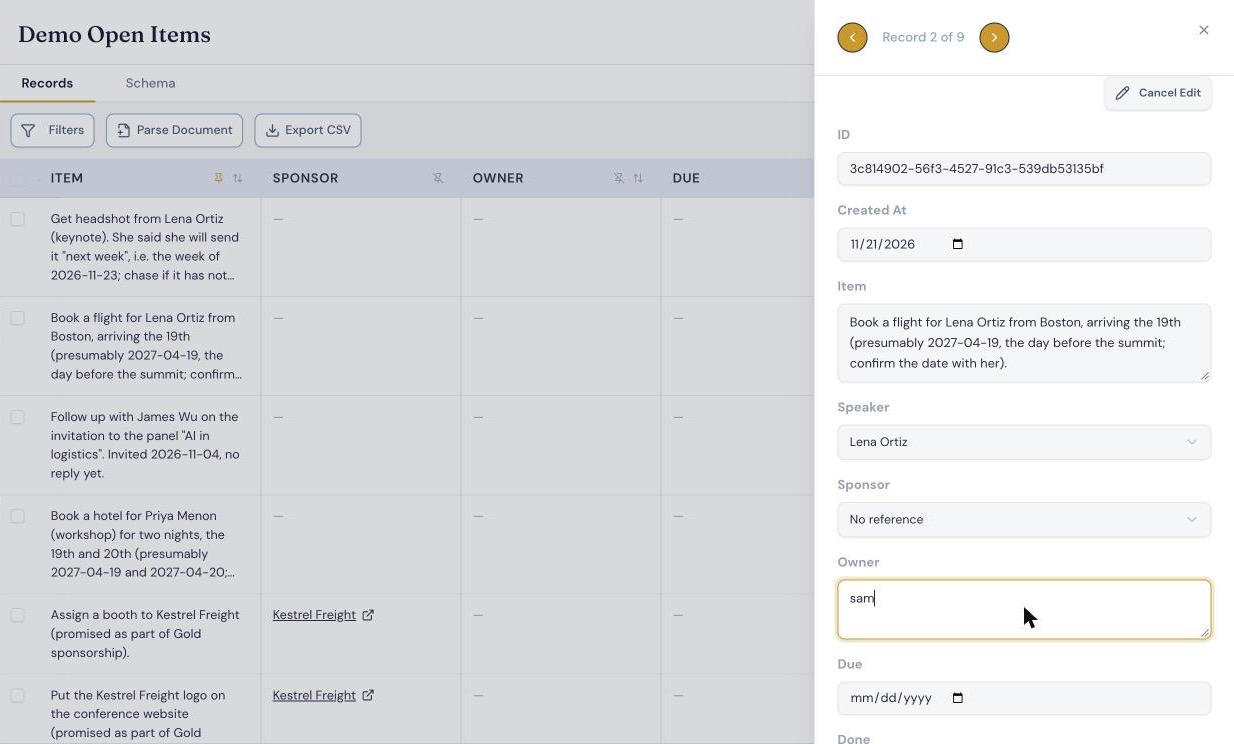 Demo Open Items
Records
Schema
Filters
Parse Document
Export CSV
ITEM
SPONSOR
OWNER
DUE
Get headshot from Lena Ortiz
(keynote). She said she will send
it "next week", i.e. the week of
2026-11-23; chase if it has not...
—
—
—
Book a flight for Lena Ortiz from
Boston, arriving the 19th
(presumably 2027-04-19, the
day before the summit; confirm...
—
—
—
Follow up with James Wu on the
invitation to the panel "AI in
logistics". Invited 2026-11-04, no
reply yet.
—
—
—
Book a hotel for Priya Menon
(workshop) for two nights, the
19th and 20th (presumably
2027-04-19 and 2027-04-20;...
—
—
—
Assign a booth to Kestrel Freight
(promised as part of Gold
sponsorship).
Kestrel Freight
—
—
Put the Kestrel Freight logo on
the conference website
(promised as part of Gold
Kestrel Freight
—
—
Record 2 of 9
Cancel Edit
ID
3c814902-56f3-4527-91c3-539db53135bf
Created At
11/21/2026
Item
Book a flight for Lena Ortiz from Boston, arriving the 19th
(presumably 2027-04-19, the day before the summit;
confirm the date with her).
Speaker
Lena Ortiz
Sponsor
No reference
Owner
sam
Due
mm/dd/yyyy
Done